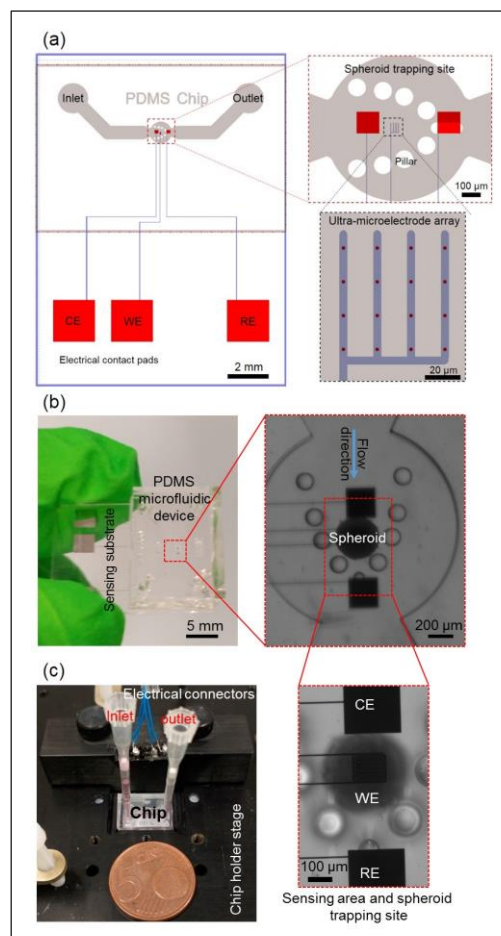 (a)
Inlet
PDMS Chip
Outlet
CE
WE
RE
Electrical contact pads
2 mm
Spheroid trapping site
Pillar
100 µm
Ultra-microelectrode array
20 µm
(b)
PDMS
microfluidic
device
Sensing substrate
5 mm
Flow
direction
Spheroid
200 µm
(c)
Electrical connectors
Inlet
outlet
Chip
Chip holder stage
5
CE
WE
RE
100 µm
Sensing area and spheroid
trapping site